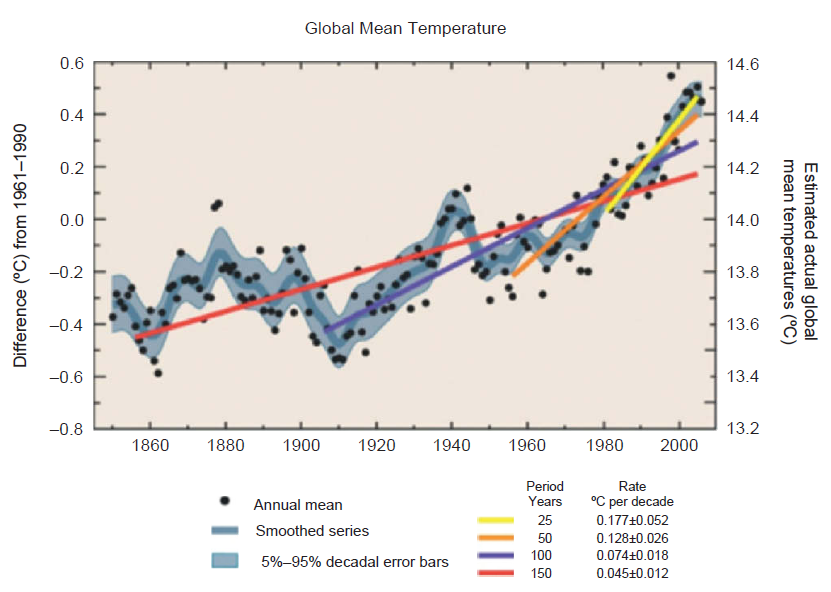 Global Mean Temperature
0.6
0.4
0.2
0.0
–0.2
–0.4
–0.6
–0.8
Difference (ºC) from 1961–1990
14.6
14.4
14.2
14.0
13.8
13.6
13.4
13.2
Estimated actual global
mean temperatures (ºC)
1860 1880 1900 1920 1940 1960 1980 2000
Annual mean
Smoothed series
5%–95% decadal error bars
Period Rate
Years ºC per decade
25 0.177±0.052
50 0.128±0.026
100 0.074±0.018
150 0.045±0.012